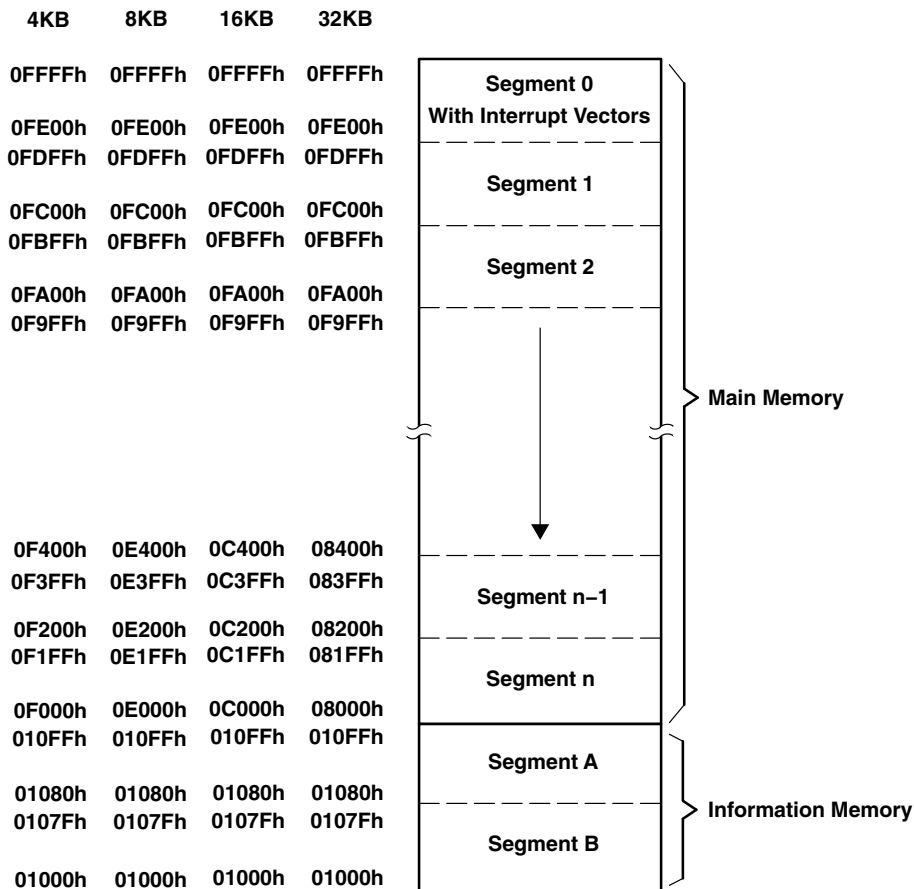 4KB 8KB 16KB 32KB
0FFFFh 0FFFFh 0FFFFh 0FFFFh
Segment 0
With Interrupt Vectors
0FE00h 0FE00h 0FE00h 0FE00h
0FDFFh 0FDFFh 0FDFFh 0FDFFh
Segment 1
0FC00h 0FC00h 0FC00h 0FC00h
0FBFFh 0FBFFh 0FBFFh 0FBFFh
Segment 2
0FA00h 0FA00h 0FA00h 0FA00h
0F9FFh 0F9FFh 0F9FFh 0F9FFh
Main Memory
0F400h 0E400h 0C400h 08400h
0F3FFh 0E3FFh 0C3FFh 083FFh
Segment n−1
0F200h 0E200h 0C200h 08200h
0F1FFh 0E1FFh 0C1FFh 081FFh
Segment n
0F000h 0E000h 0C000h 08000h
010FFh 010FFh 010FFh 010FFh
Segment A
01080h 01080h 01080h 01080h
0107Fh 0107Fh 0107Fh 0107Fh
Information Memory
Segment B
01000h 01000h 01000h 01000h